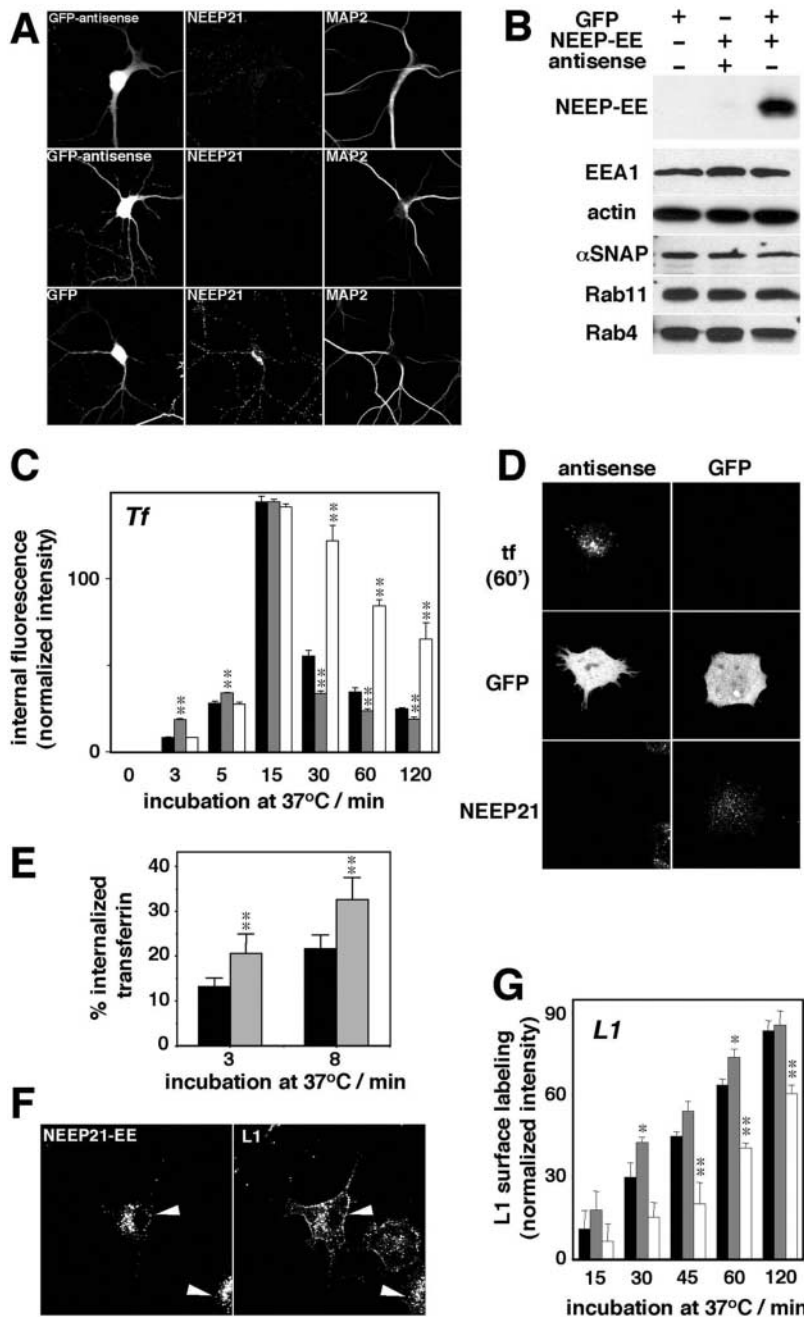 A
GFP-antisense NEEP21 MAP2
GFP-antisense NEEP21 MAP2
GFP NEEP21 MAP2
B
GFP + - +
NEEP-EE - + +
antisense - + -
NEEP-EE
EEA1
actin
αSNAP
Rab11
Rab4
C
Tf
internal fluorescence
(normalized intensity)
100
0
** ** ** ** ** ** ** **
0 3 5 15 30 60 120
incubation at 37ºC / min
D
antisense GFP
tf
(60')
GFP
NEEP21
E
% internalized
transferrin
40
30
20
10
0
** **
3 8
incubation at 37ºC / min
F
NEEP21-EE L1
G
L1
L1 surface labeling
(normalized intensity)
90
60
30
0
* ** * ** **
15 30 45 60 120
incubation at 37ºC / min